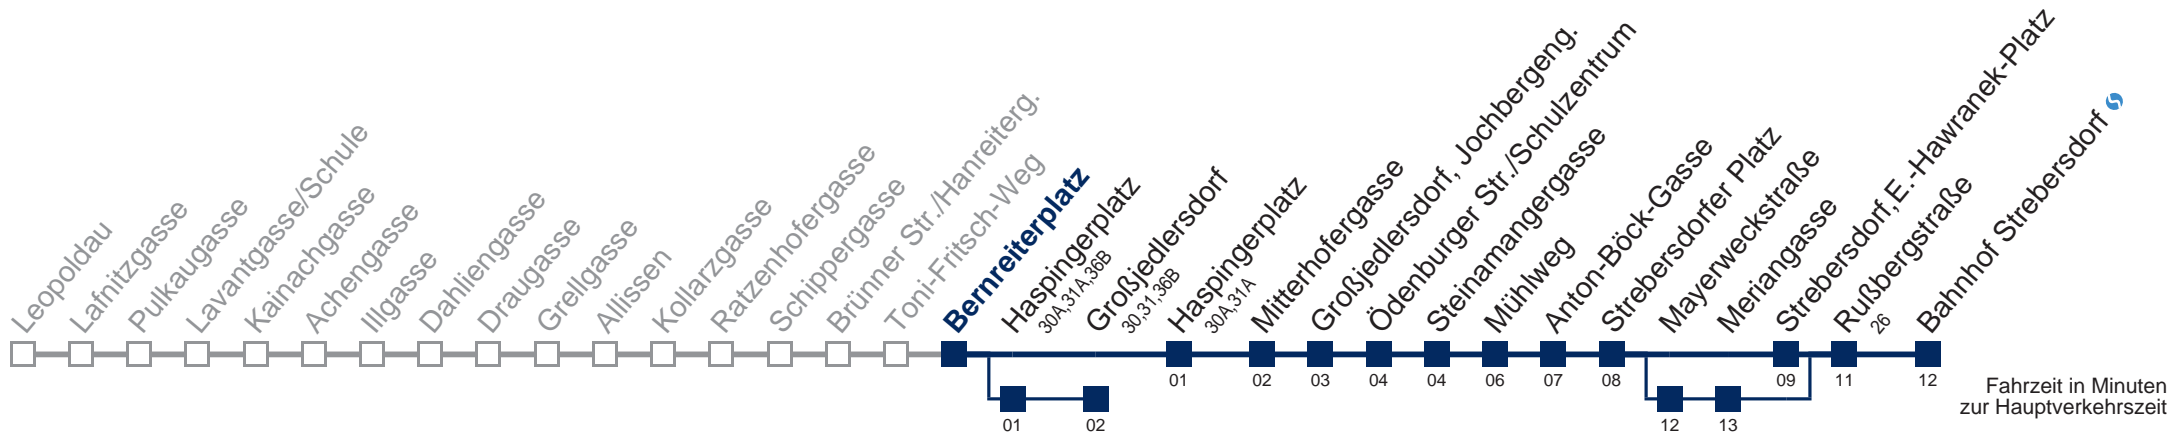 Leopoldau
Lafnitzgasse
Pulkaugasse
Lavantgasse/Schule
Kainachgasse
Achengasse
Illgasse
Dahliengasse
Draugasse
Grellgasse
Allissen
Kollarzgasse
Ratzenhofergasse
Schippergasse
Brünner Str./Hanreiterg.
Toni-Fritsch-Weg
Bernreiterplatz
Haspingerplatz
30A,31A,36B
Großjedlersdorf
30,31,36B
Haspingerplatz
30A,31A
Mitterhofergasse
Großjedlersdorf, Jochbergeng.
Ödenburger Str./Schulzentrum
Steinamangergasse
Mühlweg
Anton-Böck-Gasse
Strebersdorfer Platz
Mayerweckstraße
Meriangasse
Strebersdorf,E.-Hawranek-Platz
Rußbergstraße
26
Bahnhof Strebersdorf
01 02 03 04 04 06 07 08 09 11 12
01 02 12 13
Fahrzeit in Minuten
zur Hauptverkehrszeit